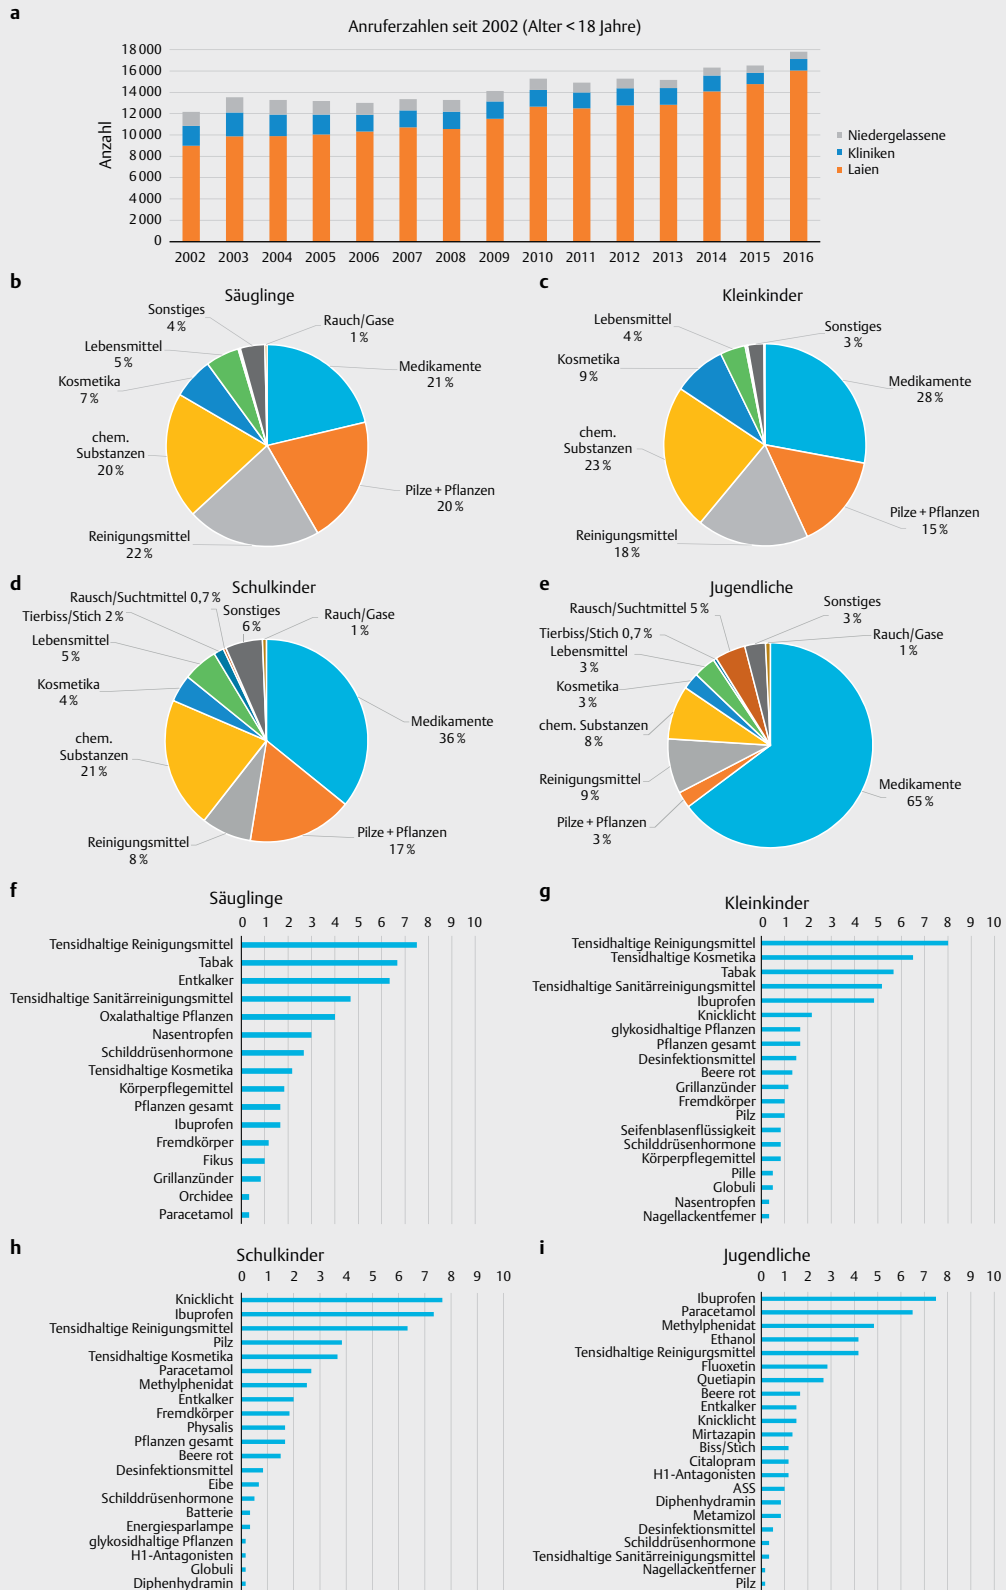 a
Anruferzahlen seit 2002 (Alter < 18 Jahre)
Anzahl
18 000
16 000
14 000
12 000
10 000
8 000
6 000
4 000
2 000
0
2002 2003 2004 2005 2006 2007 2008 2009 2010 2011 2012 2013 2014 2015 2016
Niedergelassene
Kliniken
Laien
b
Säuglinge
Sonstiges
4 %
Rauch/Gase
1 %
Lebensmittel
5 %
Medikamente
21 %
Kosmetika
7 %
chem.
Substanzen
20 %
Pilze + Pflanzen
20 %
Reinigungsmittel
22 %
c
Kleinkinder
Lebensmittel
4 %
Sonstiges
3 %
Kosmetika
9 %
Medikamente
28 %
chem.
Substanzen
23 %
Pilze + Pflanzen
15 %
Reinigungsmittel
18 %
d
Schulkinder
Rausch/Suchtmittel 0,7 %
Tierbiss/Stich 2 %
Sonstiges
6 %
Rauch/Gase
1 %
Lebensmittel
5 %
Kosmetika
4 %
Medikamente
36 %
chem.
Substanzen
21 %
Pilze + Pflanzen
17 %
Reinigungsmittel
8 %
e
Jugendliche
Rausch/Suchtmittel 5 %
Sonstiges
3 %
Tierbiss/Stich 0,7 %
Rauch/Gase
1 %
Lebensmittel
3 %
Kosmetika
3 %
chem. Substanzen
8 %
Reinigungsmittel
9 %
Medikamente
65 %
Pilze + Pflanzen
3 %
f
Säuglinge
0 1 2 3 4 5 6 7 8 9 10
Tensidhaltige Reinigungsmittel
Tabak
Entkalker
Tensidhaltige Sanitärreinigungsmittel
Oxalathaltige Pflanzen
Nasentropfen
Schilddrüsenhormone
Tensidhaltige Kosmetika
Körperpflegemittel
Pflanzen gesamt
Ibuprofen
Fremdkörper
Fikus
Grillanzünder
Orchidee
Paracetamol
g
Kleinkinder
0 1 2 3 4 5 6 7 8 9 10
Tensidhaltige Reinigungsmittel
Tensidhaltige Kosmetika
Tabak
Tensidhaltige Sanitärreinigungsmittel
Ibuprofen
Knicklicht
glykosidhaltige Pflanzen
Pflanzen gesamt
Desinfektionsmittel
Beere rot
Grillanzünder
Fremdkörper
Pilz
Seifenblasenflüssigkeit
Schilddrüsenhormone
Körperpflegemittel
Pille
Globuli
Nasentropfen
Nagellackentfemer
h
Schulkinder
0 1 2 3 4 5 6 7 8 9 10
Knicklicht
Ibuprofen
Tensidhaltige Reinigungsmittel
Pilz
Tensidhaltige Kosmetika
Paracetamol
Methylphenidat
Entkalker
Fremdkörper
Physalis
Pflanzen gesamt
Beere rot
Desinfektionsmittel
Eibe
Schilddrüsenhormone
Batterie
Energiesparlampe
glykosidhaltige Pflanzen
H1-Antagonisten
Globuli
Diphenhydramin
i
Jugendliche
0 1 2 3 4 5 6 7 8 9 10
Ibuprofen
Paracetamol
Methylphenidat
Ethanol
Tensidhaltige Reinigurgsmittel
Fluoxetin
Quetiapin
Beere rot
Entkalker
Knicklicht
Mirtazapin
Biss/Stich
Citalopram
H1-Antagonisten
ASS
Diphenhydramin
Metamizol
Desinfektionsmittel
Schilddrüsenhormone
Tensidhaltige Sanitärreinigungsmittel
Nagellackentferner
Pilz